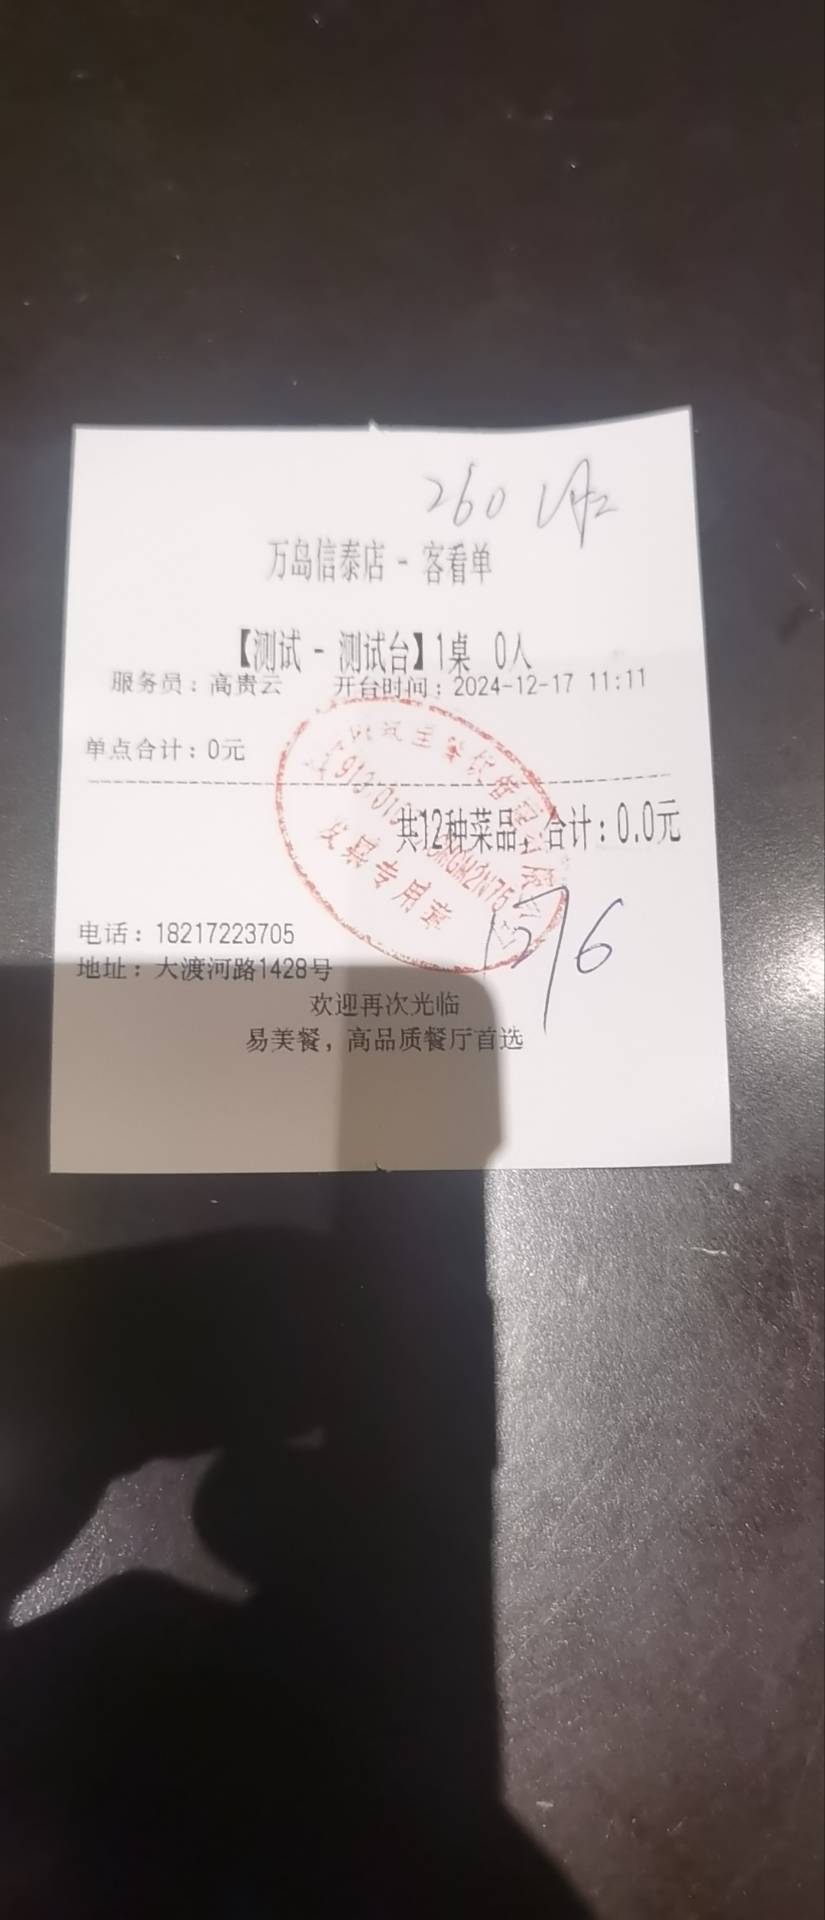 260
万岛信泰店 - 客看单
【测试 - 测试台】1桌 0人
服务员：高贵云 开台时间：2024-12-17 11:11
单点合计：0元
共12种菜品，合计：0.0元
发票专用章
电话：18217223705
地址：大渡河路1428号
欢迎再次光临
易美餐，高品质餐厅首选